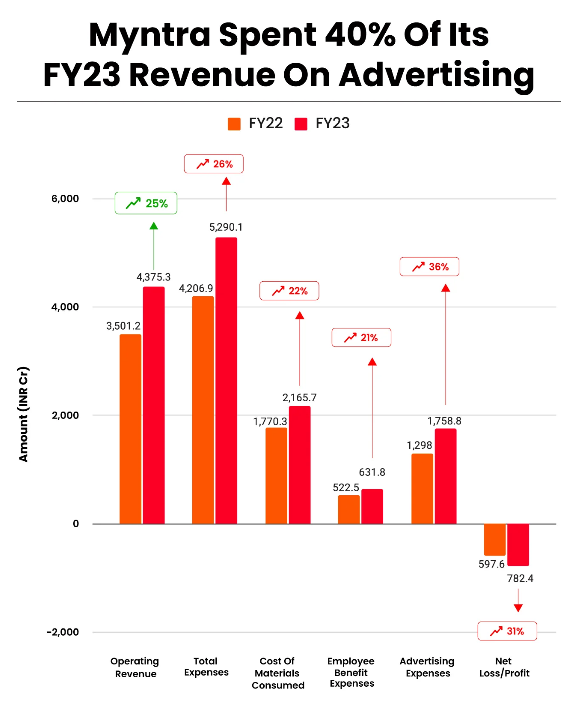 Myntra Spent 40% Of Its
FY23 Revenue On Advertising
FY22 FY23
26%
6,000
25%
5,290.1
36%
4,375.3
4,206.9
22%
4,000
3,501.2
21%
Amount (INR Cr)
2,165.7
2,000
1,770.3
1,758.8
1,298
631.8
522.5
0
597.6
782.4
-2,000
31%
Operating
Revenue
Total
Expenses
Cost Of
Materials
Consumed
Employee
Benefit
Expenses
Advertising
Expenses
Net
Loss/Profit